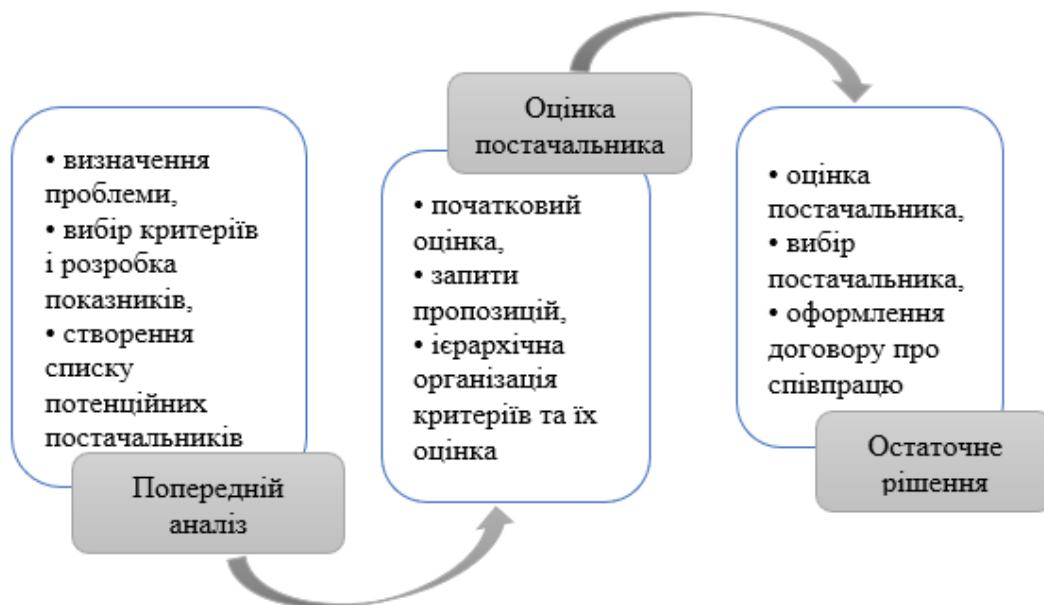 • визначення
проблеми,
• вибір критеріїв
і розробка
показників,
• створення
списку
потенційних
постачальників
Попередній
аналіз
Оцінка
постачальника
• початковий
оцінка,
• запити
пропозицій,
• ієрархічна
організація
критеріїв та їх
оцінка
• оцінка
постачальника,
• вибір
постачальника,
• оформлення
договору про
співпрацю
Остаточне
рішення